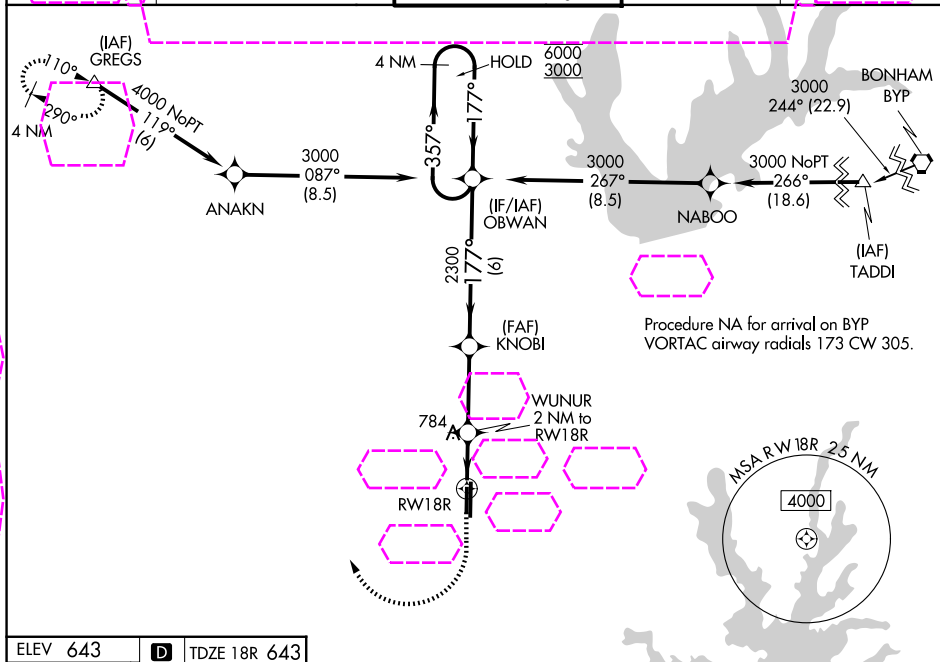 (IAF)
GREGS
110°
290°
4 NM
4000 NoPT
119°
(6)
ANAKN
3000
087°
(8.5)
4 NM
HOLD
6000
3000
357°
177°
(IF/IAF)
OBWAN
3000
267°
(8.5)
NABOO
3000 NoPT
266°
(18.6)
3000
244° (22.9)
BONHAM
BYP
(IAF)
TADDI
2300
177°
(6)
(FAF)
KNOBI
Procedure NA for arrival on BYP
VORTAC airway radials 173 CW 305.
784
WUNUR
2 NM to
RW18R
RW18R
MSA RW18R 25 NM
4000
ELEV 643
D
TDZE 18R 643